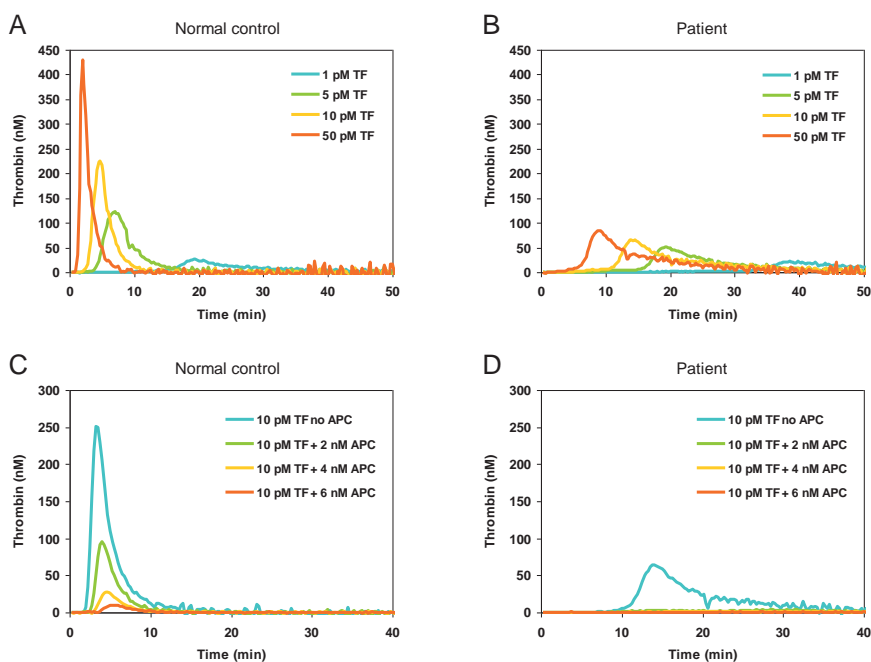 A
Normal control
450
400
350
300
250
200
150
100
50
0
Thrombin (nM)
1 pM TF
5 pM TF
10 pM TF
50 pM TF
0 10 20 30 40 50
Time (min)
B
Patient
450
400
350
300
250
200
150
100
50
0
Thrombin (nM)
1 pM TF
5 pM TF
10 pM TF
50 pM TF
0 10 20 30 40 50
Time (min)
C
Normal control
300
250
200
150
100
50
0
Thrombin (nM)
10 pM TF no APC
10 pM TF + 2 nM APC
10 pM TF + 4 nM APC
10 pM TF + 6 nM APC
0 10 20 30 40
Time (min)
D
Patient
300
250
200
150
100
50
0
Thrombin (nM)
10 pM TF no APC
10 pM TF + 2 nM APC
10 pM TF + 4 nM APC
10 pM TF + 6 nM APC
0 10 20 30 40
Time (min)